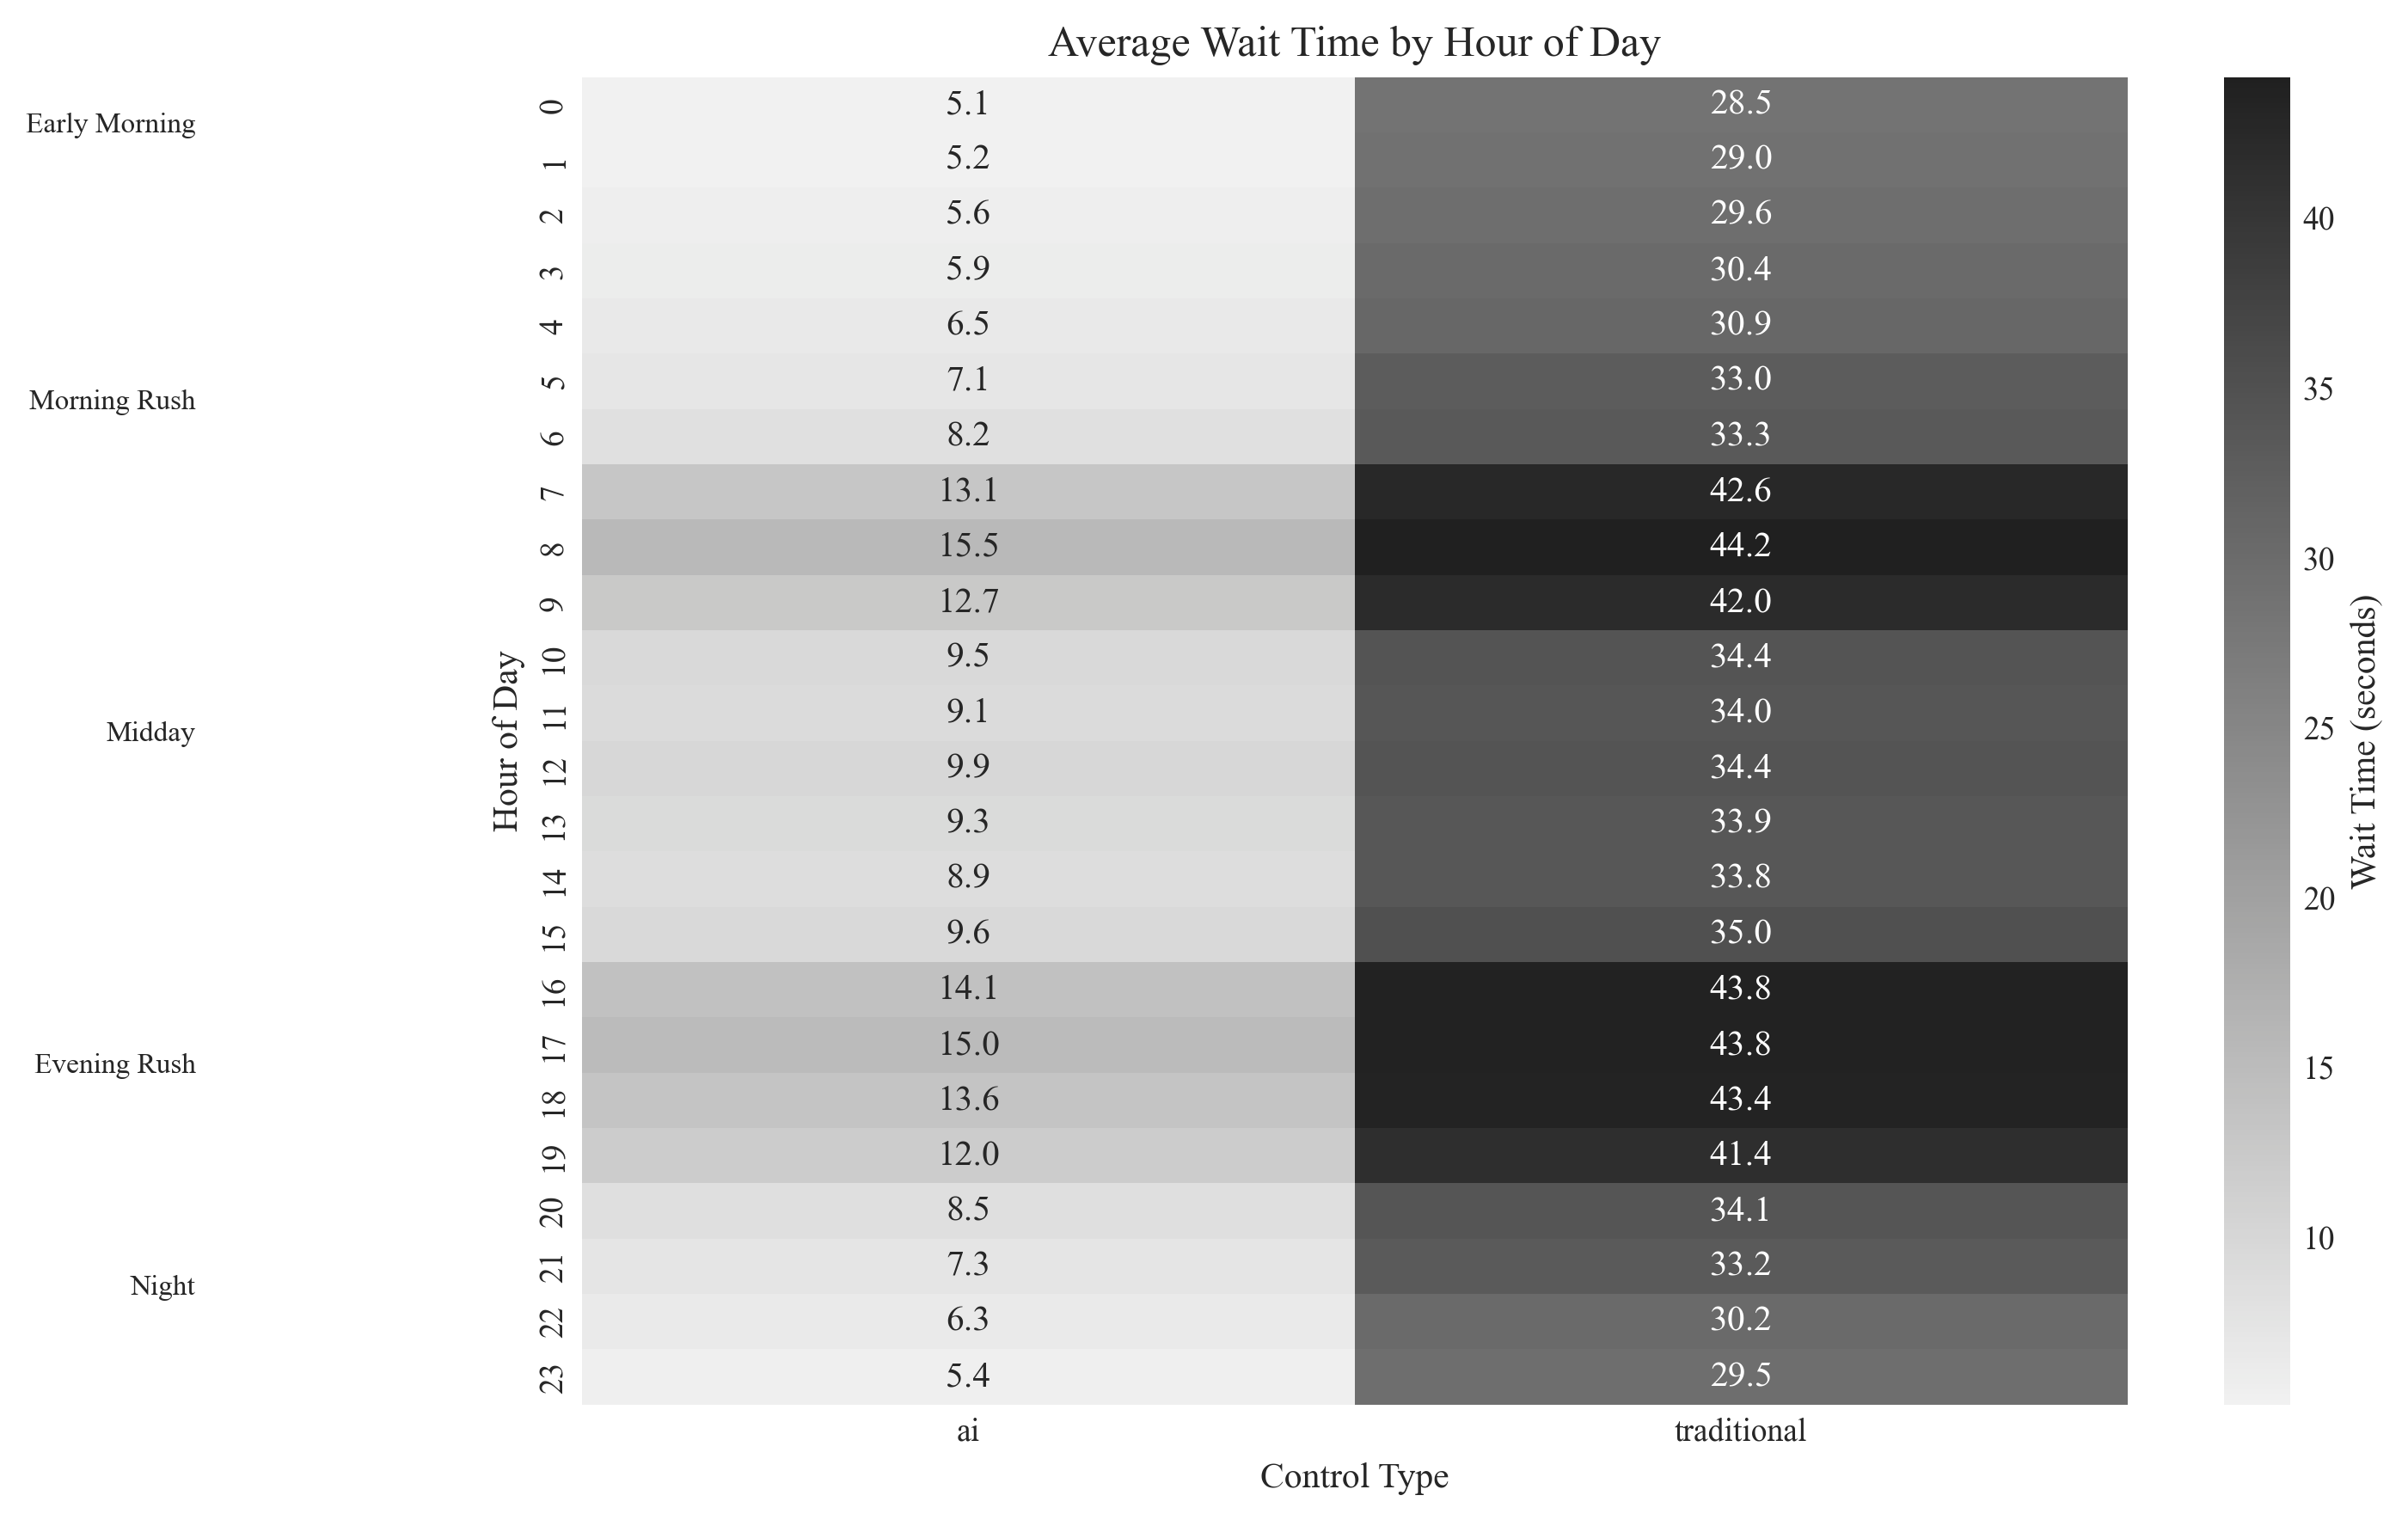 Average Wait Time by Hour of Day
Early Morning
Morning Rush
Midday
Evening Rush
Night
Hour of Day
0 5.1 28.5
1 5.2 29.0
2 5.6 29.6
3 5.9 30.4
4 6.5 30.9
5 7.1 33.0
6 8.2 33.3
7 13.1 42.6
8 15.5 44.2
9 12.7 42.0
10 9.5 34.4
11 9.1 34.0
12 9.9 34.4
13 9.3 33.9
14 8.9 33.8
15 9.6 35.0
16 14.1 43.8
17 15.0 43.8
18 13.6 43.4
19 12.0 41.4
20 8.5 34.1
21 7.3 33.2
22 6.3 30.2
23 5.4 29.5
ai traditional
Control Type
40
35
30
25
20
15
10
Wait Time (seconds)